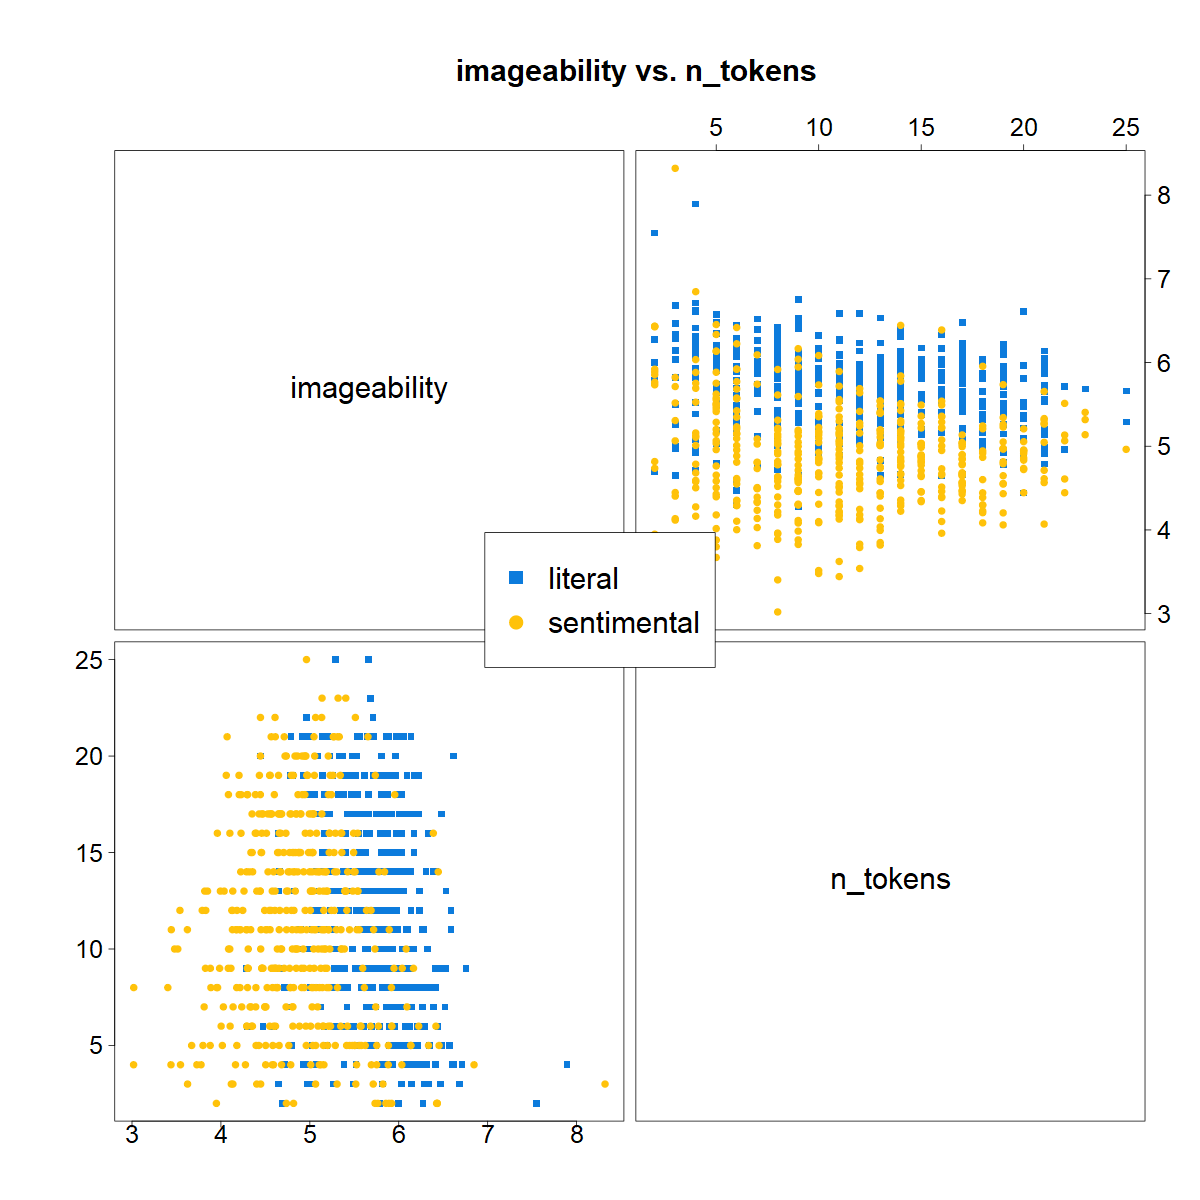 imageability vs. n_tokens
5 10 15 20 25
imageability
8
7
6
5
4
3
literal
sentimental
25
20
15
10
5
n_tokens
3 4 5 6 7 8